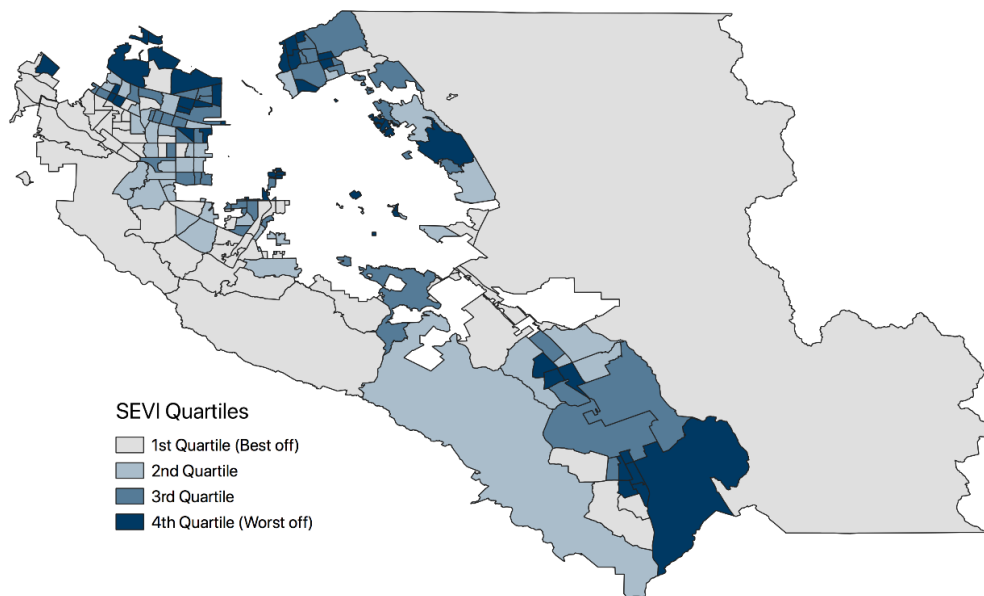 SEVI Quartiles
1st Quartile (Best off)
2nd Quartile
3rd Quartile
4th Quartile (Worst off)